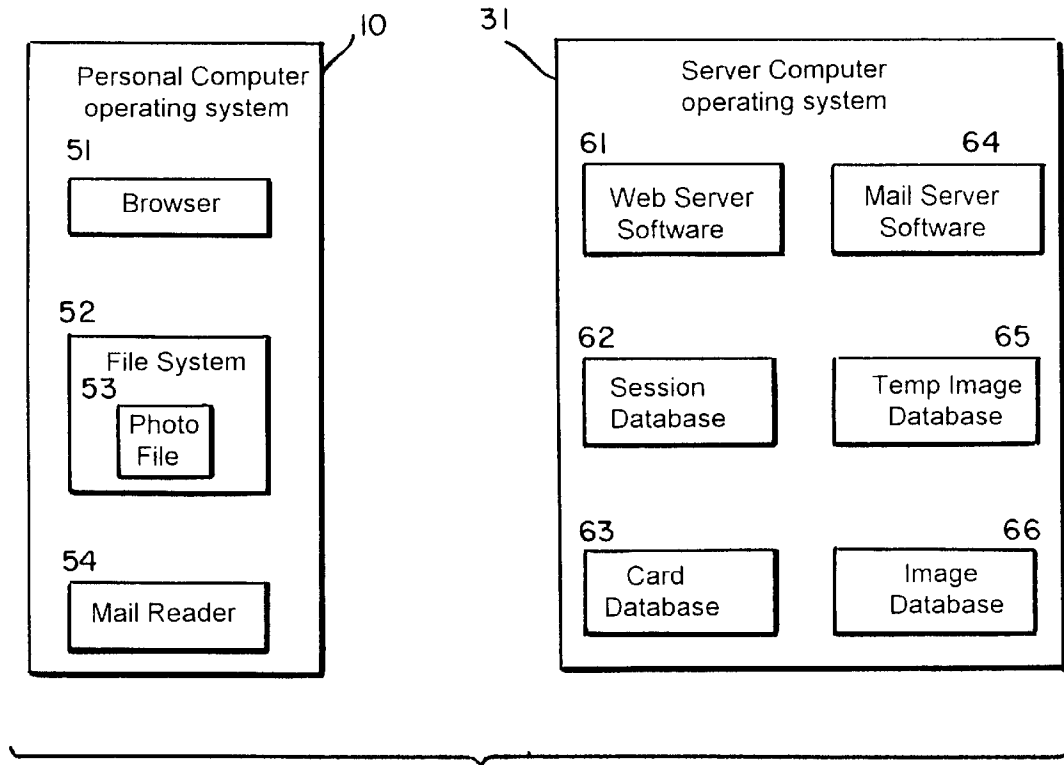 10
Personal Computer
operating system
51
Browser
52
File System
53
Photo
File
54
Mail Reader
31
Server Computer
operating system
61
Web Server
Software
64
Mail Server
Software
62
Session
Database
65
Temp Image
Database
63
Card
Database
66
Image
Database